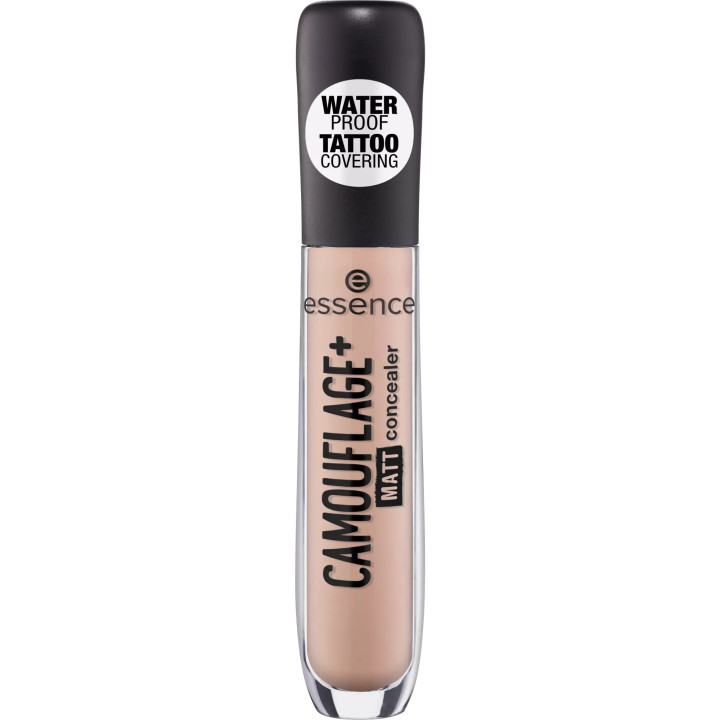 WATER
PROOF
TATTOO
COVERING
e
essence
CAMOUFLAGE+
MATT concealer